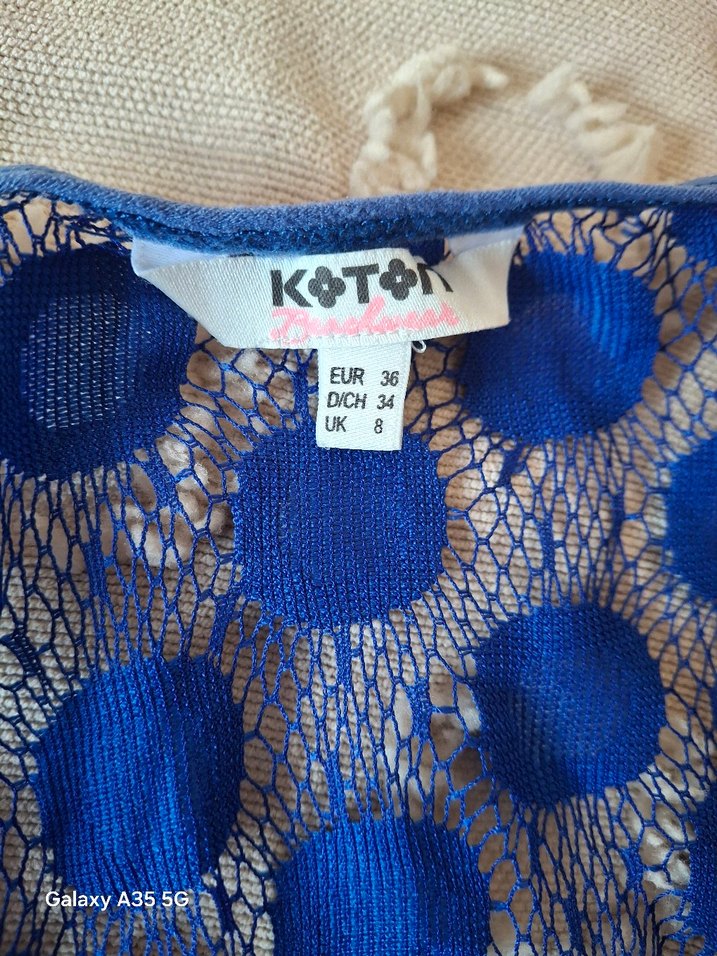 KOTON
Beachwear
EUR 36
D/CH 34
UK 8
Galaxy A35 5G